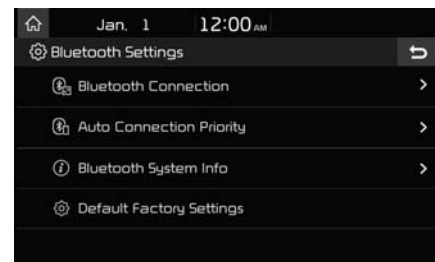 Jan. 1 12:00 AM
Bluetooth Settings
Bluetooth Connection
Auto Connection Priority
Bluetooth System Info
Default Factory Settings